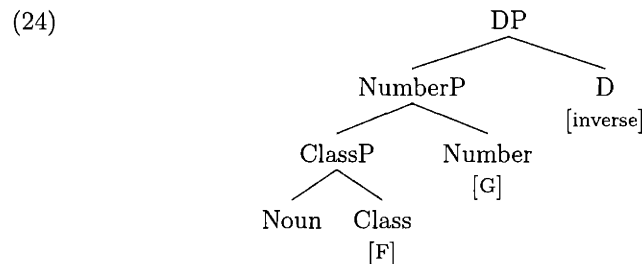 (24) DP
NumberP D
[inverse]
ClassP Number
[G]
Noun Class
[F]